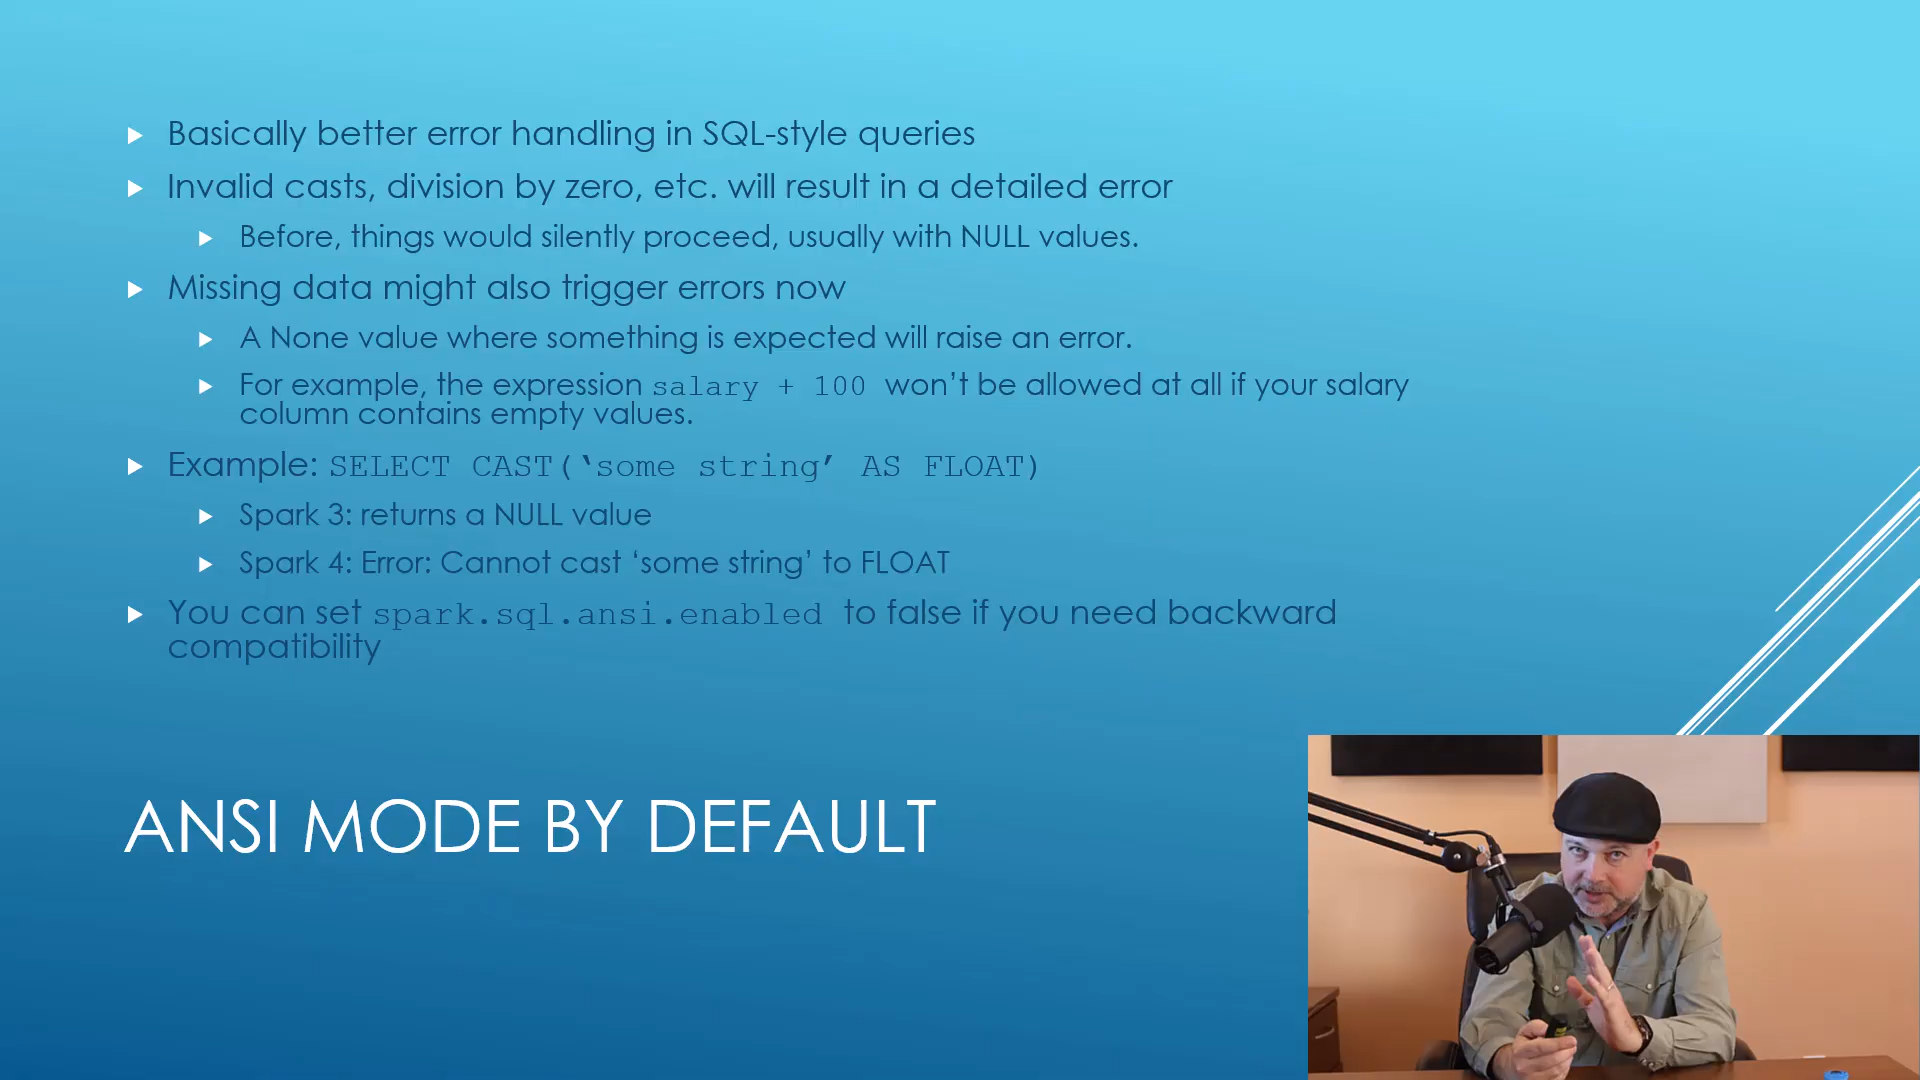 Basically better error handling in SQL-style queries
Invalid casts, division by zero, etc. will result in a detailed error
Before, things would silently proceed, usually with NULL values.
Missing data might also trigger errors now
A None value where something is expected will raise an error.
For example, the expression salary + 100 won’t be allowed at all if your salary
column contains empty values.
Example: SELECT CAST(‘some string’ AS FLOAT)
Spark 3: returns a NULL value
Spark 4: Error: Cannot cast ‘some string’ to FLOAT
You can set spark.sql.ansi.enabled to false if you need backward
compatibility
ANSI MODE BY DEFAULT